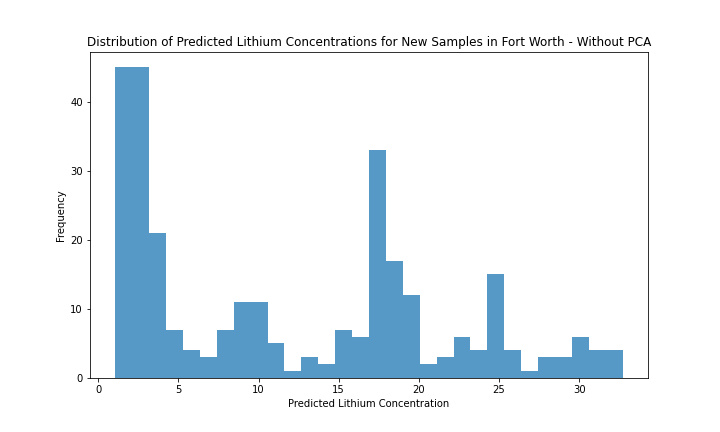 Distribution of Predicted Lithium Concentrations for New Samples in Fort Worth - Without PCA
40
30
20
10
0
Frequency
0 5 10 15 20 25 30
Predicted Lithium Concentration